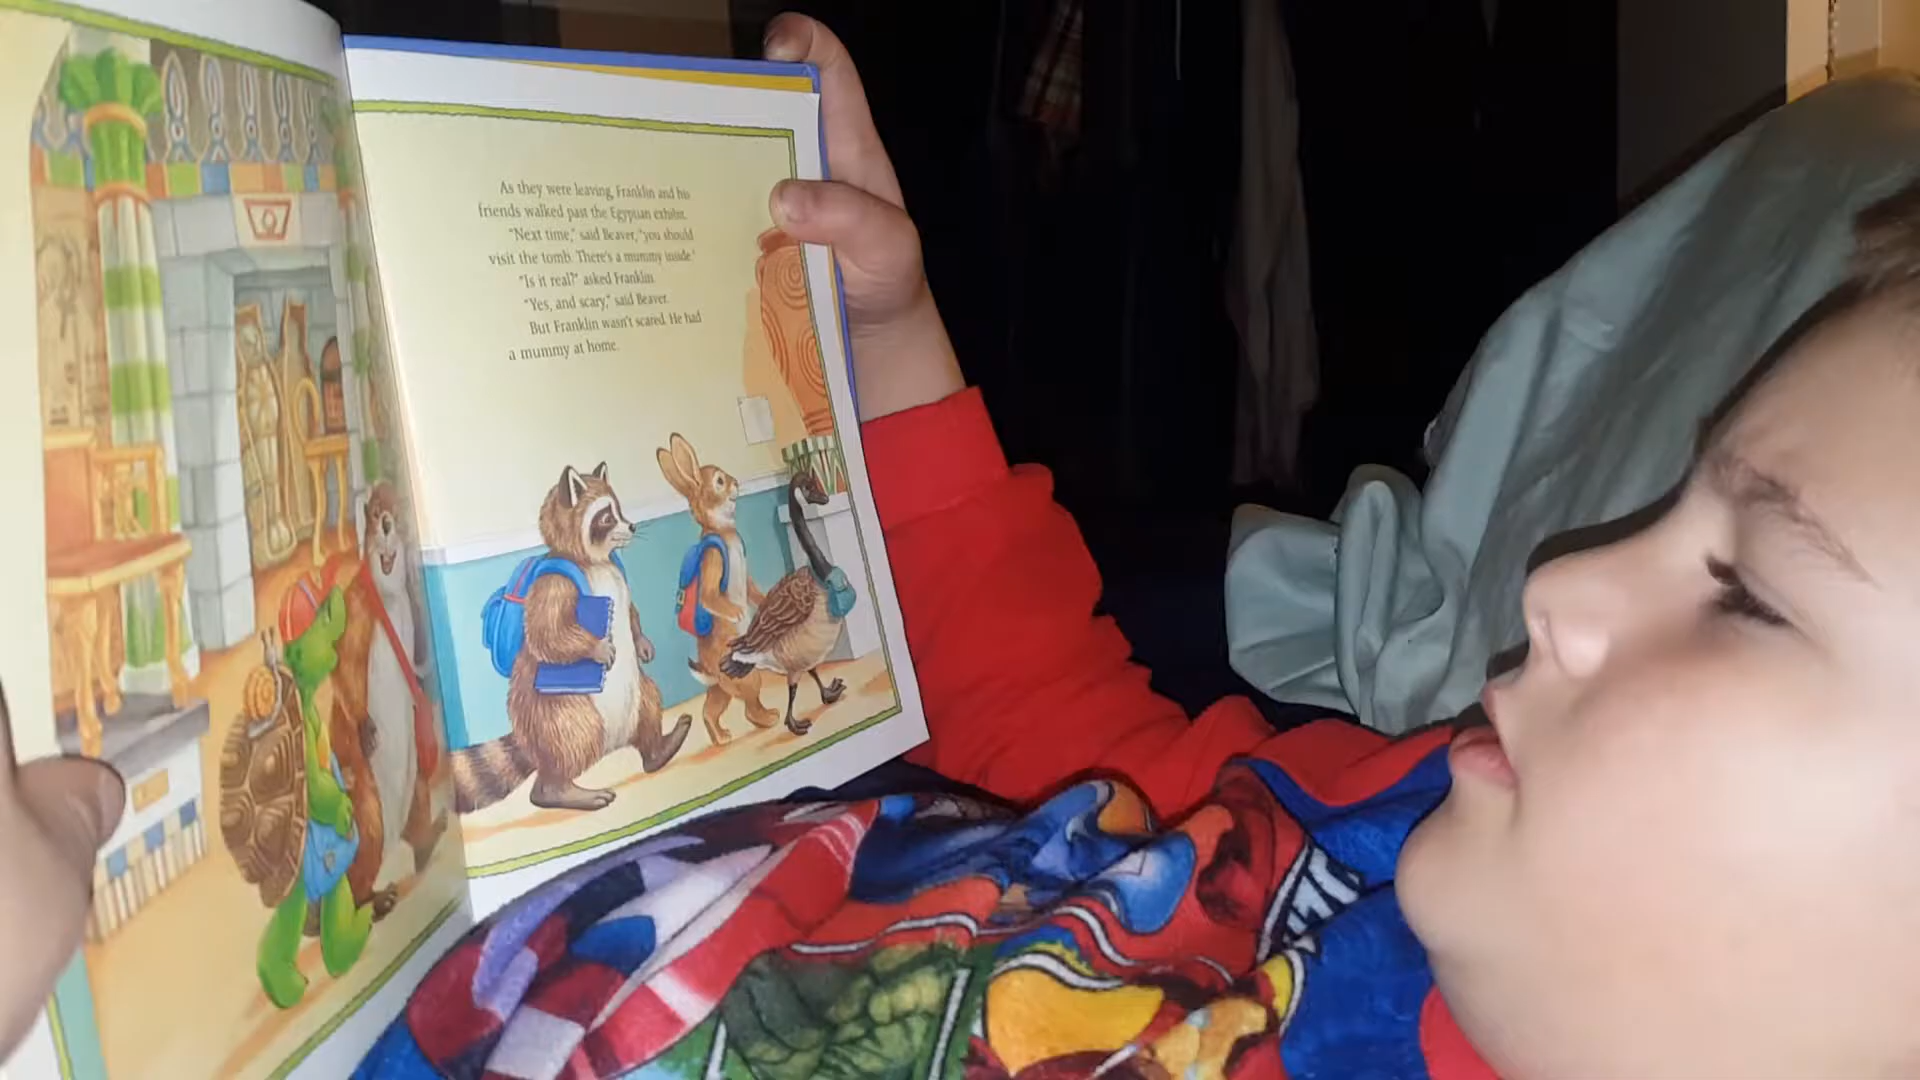 As they were leaving, Franklin and his
friends walked past the Egyptian exhibit.
"Next time," said Beaver, "you should
visit the tomb. There's a mummy inside."
"Is it real?" asked Franklin.
"Yes, and scary," said Beaver.
But Franklin wasn't scared. He had
a mummy at home.